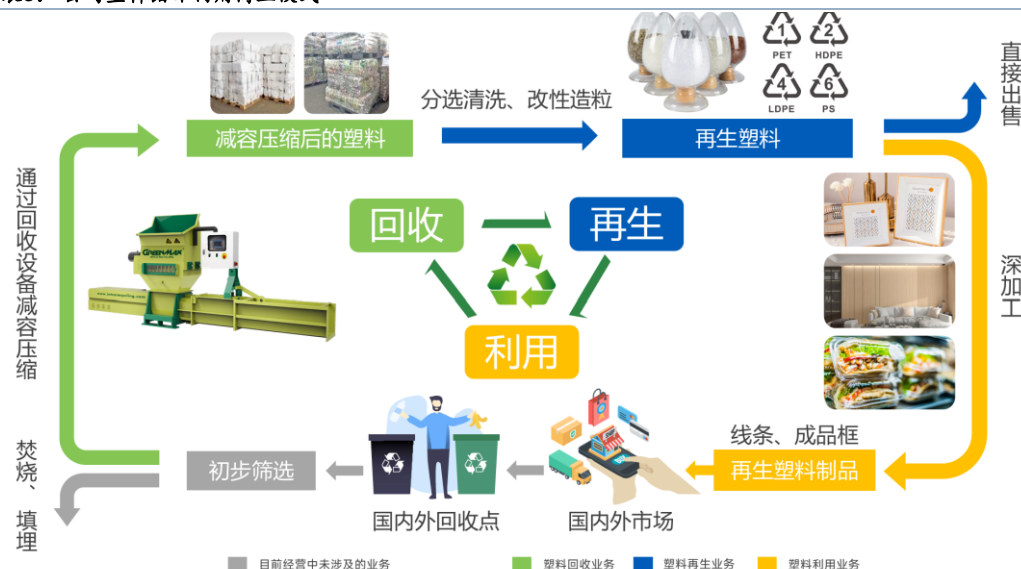 直接出售
1
2
PET
HDPE
4
6
LDPE
PS
分选清洗、改性造粒
减容压缩后的塑料
再生塑料
通过回收设备减容压缩
回收
再生
利用
GREENMAX
深加工
线条、成品框
再生塑料制品
初步筛选
焚烧、填埋
国内外回收点
国内外市场
目前经营中未涉及的业务
塑料回收业务
塑料再生业务
塑料利用业务